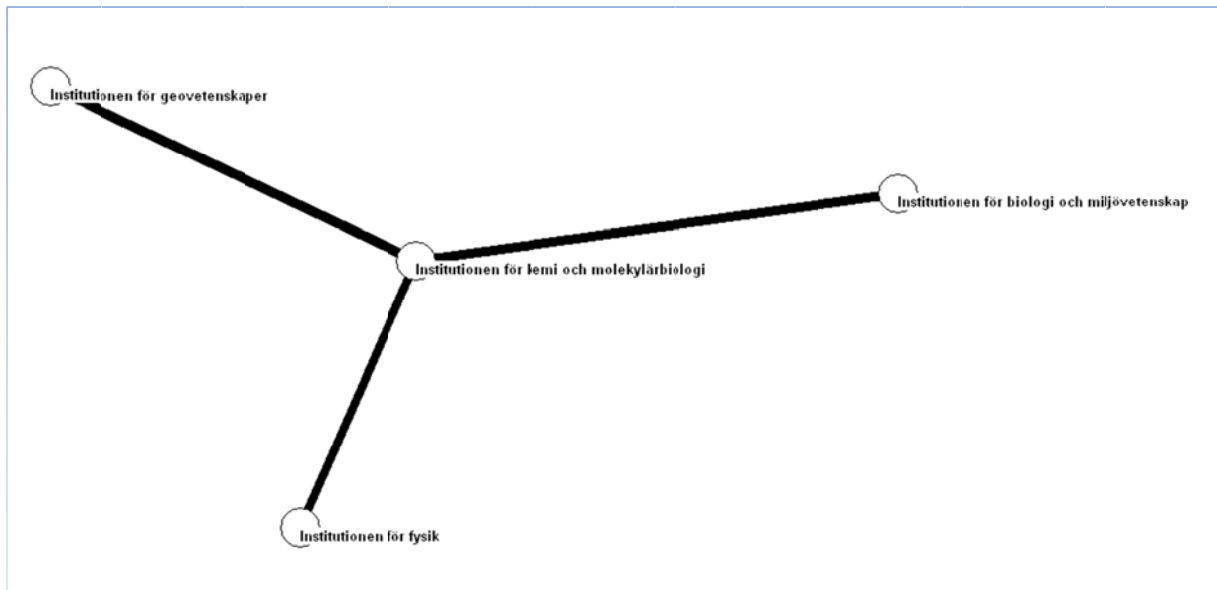 Institutionen för geovetenskaper
Institutionen för biologi och miljövetenskap
Institutionen för kemi och molekylärbiologi
Institutionen för fysik